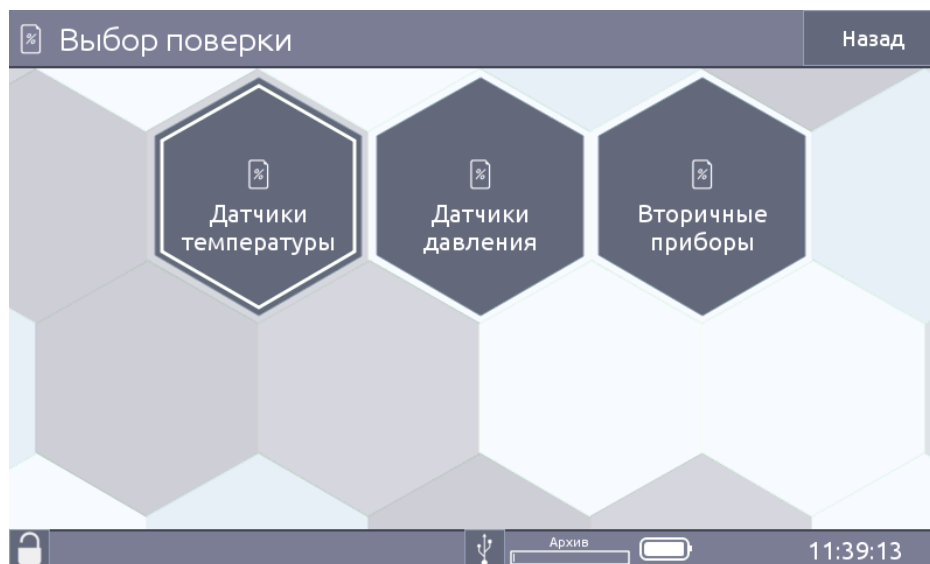 Выбор поверки
Назад
%
%
%
%
Датчики
температуры
Датчики
давления
Вторичные
приборы
Архив
11:39:13